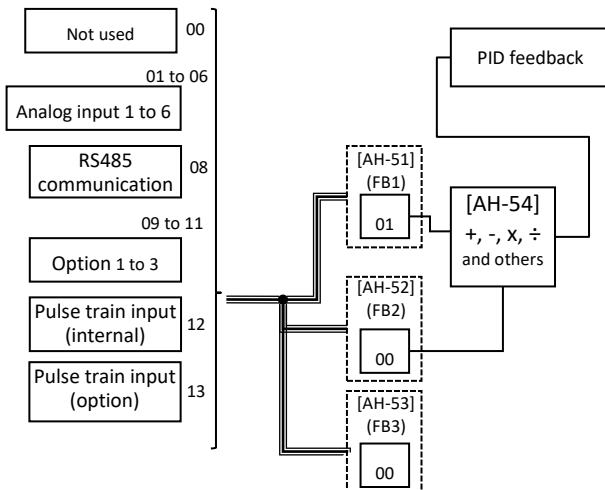 Not used
00
01 to 06
Analog input 1 to 6
RS485
communication
08
09 to 11
Option 1 to 3
Pulse train input
(internal)
12
Pulse train input
(option)
13
[AH-51]
(FB1)
01
[AH-52]
(FB2)
00
[AH-53]
(FB3)
00
[AH-54]
+, -, x, ÷
and others
PID feedback